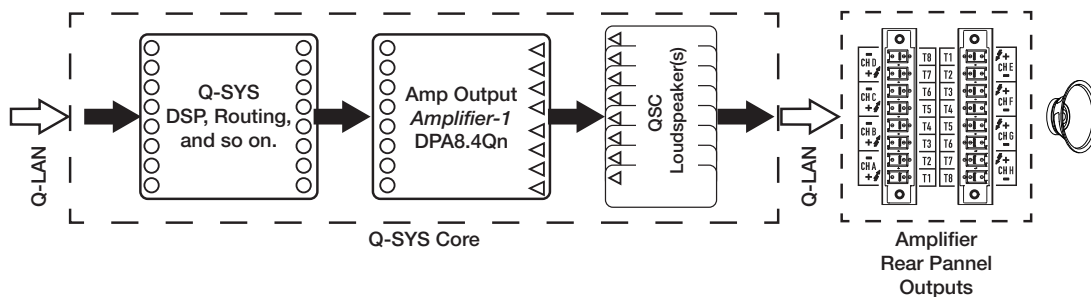 Q-LAN
Q-SYS
DSP, Routing,
and so on.
Amp Output
Amplifier-1
DPA8.4Qn
QSC
Loudspeaker(s)
Q-SYS Core
Q-LAN
CH D
− +
CH C
− +
CH B
− +
CH A
− +
T8 T1
T7 T2
T6 T3
T5 T4
T4 T5
T3 T6
T2 T7
T1 T8
+ CH E −
+ CH F −
+ CH G −
+ CH H −
Amplifier
Rear Pannel
Outputs